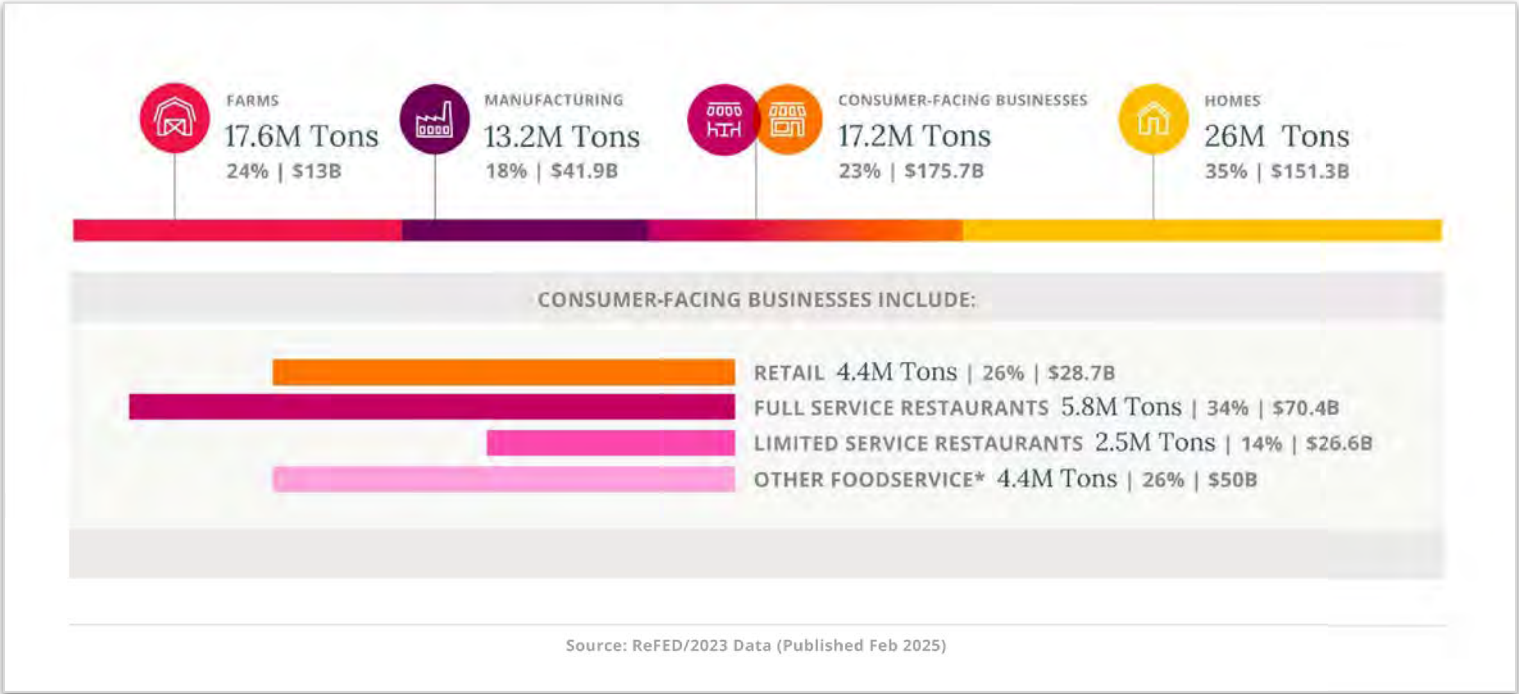 FARMS
17.6M Tons
24% | $13B
MANUFACTURING
13.2M Tons
18% | $41.9B
CONSUMER-FACING BUSINESSES
17.2M Tons
23% | $175.7B
HOMES
26M Tons
35% | $151.3B
CONSUMER-FACING BUSINESSES INCLUDE:
RETAIL 4.4M Tons | 26% | $28.7B
FULL SERVICE RESTAURANTS 5.8M Tons | 34% | $70.4B
LIMITED SERVICE RESTAURANTS 2.5M Tons | 14% | $26.6B
OTHER FOODSERVICE* 4.4M Tons | 26% | $50B
Source: ReFED/2023 Data (Published Feb 2025)